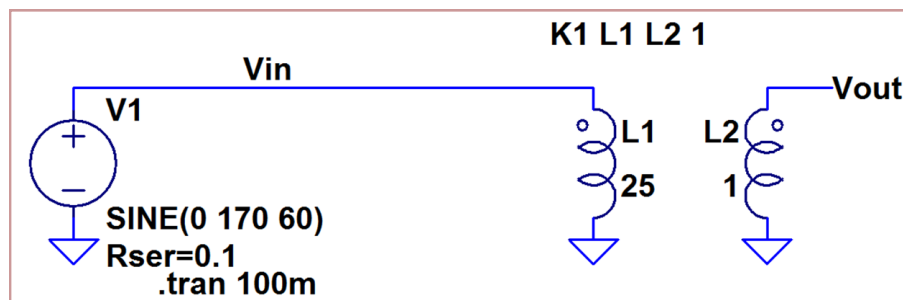 K1 L1 L2 1
Vin
Vout
V1
L1
L2
25
1
SINE(0 170 60)
Rser=0.1
.tran 100m